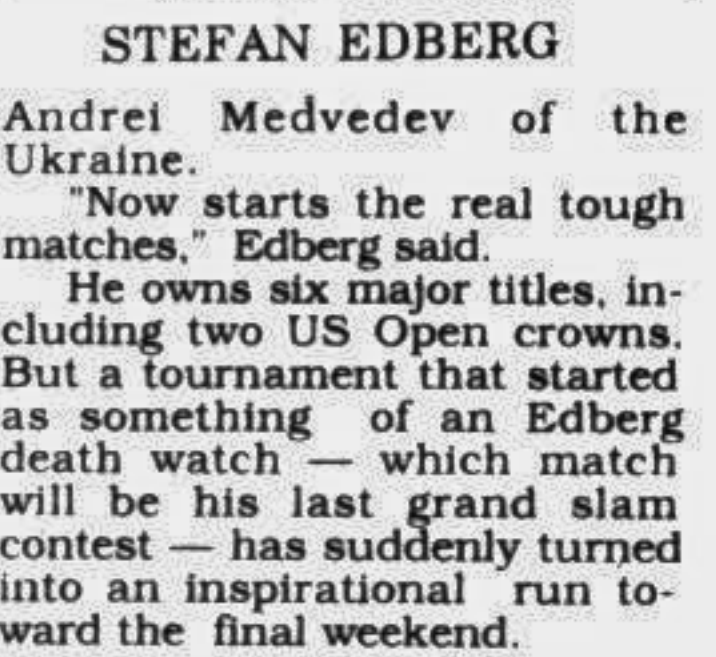 STEFAN EDBERG
Andrei Medvedev of the
Ukraine.
"Now starts the real tough
matches," Edberg said.
He owns six major titles, in-
cluding two US Open crowns.
But a tournament that started
as something of an Edberg
death watch — which match
will be his last grand slam
contest — has suddenly turned
into an inspirational run to-
ward the final weekend.